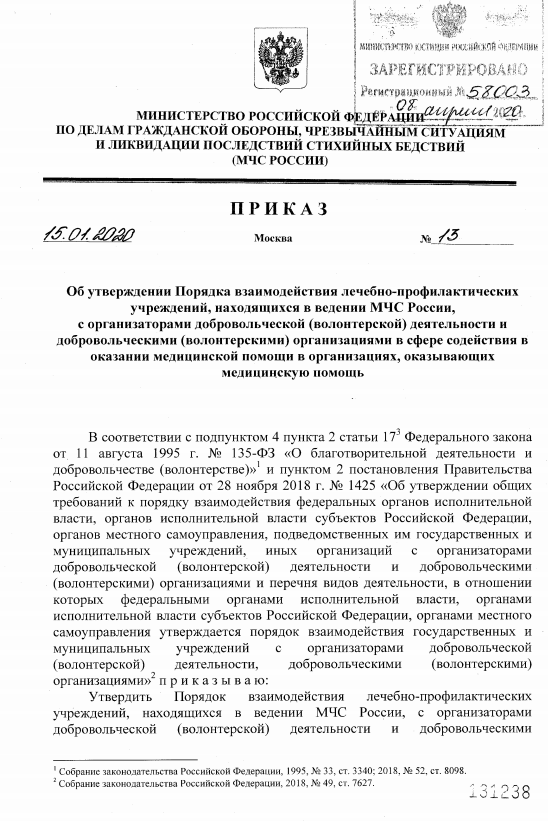 МИНИСТЕРСТВО ЮСТИЦИИ РОССИЙСКОЙ ФЕДЕРАЦИИ
ЗАРЕГИСТРИРОВАНО
Регистрационный № 58003
08 апреля 2020.
МИНИСТЕРСТВО РОССИЙСКОЙ ФЕДЕРАЦИИ
ПО ДЕЛАМ ГРАЖДАНСКОЙ ОБОРОНЫ, ЧРЕЗВЫЧАЙНЫМ СИТУАЦИЯМ
И ЛИКВИДАЦИИ ПОСЛЕДСТВИЙ СТИХИЙНЫХ БЕДСТВИЙ
(МЧС РОССИИ)
ПРИКАЗ
15.01.2020 Москва № 13
Об утверждении Порядка взаимодействия лечебно-профилактических
учреждений, находящихся в ведении МЧС России,
с организаторами добровольческой (волонтерской) деятельности и
добровольческими (волонтерскими) организациями в сфере содействия в
оказании медицинской помощи в организациях, оказывающих
медицинскую помощь
В соответствии с подпунктом 4 пункта 2 статьи 17³ Федерального закона
от 11 августа 1995 г. № 135-ФЗ «О благотворительной деятельности и
добровольчестве (волонтерстве)»¹ и пунктом 2 постановления Правительства
Российской Федерации от 28 ноября 2018 г. № 1425 «Об утверждении общих
требований к порядку взаимодействия федеральных органов исполнительной
власти, органов исполнительной власти субъектов Российской Федерации,
органов местного самоуправления, подведомственных им государственных и
муниципальных учреждений, иных организаций с организаторами
добровольческой (волонтерской) деятельности и добровольческими
(волонтерскими) организациями и перечня видов деятельности, в отношении
которых федеральными органами исполнительной власти, органами
исполнительной власти субъектов Российской Федерации, органами местного
самоуправления утверждается порядок взаимодействия государственных и
муниципальных учреждений с организаторами добровольческой
(волонтерской) деятельности, добровольческими (волонтерскими)
организациями»² п р и к а з ы в а ю:
Утвердить Порядок взаимодействия лечебно-профилактических
учреждений, находящихся в ведении МЧС России, с организаторами
добровольческой (волонтерской) деятельности и добровольческими
¹ Собрание законодательства Российской Федерации, 1995, № 33, ст. 3340; 2018, № 52, ст. 8098.
² Собрание законодательства Российской Федерации, 2018, № 49, ст. 7627.
131238